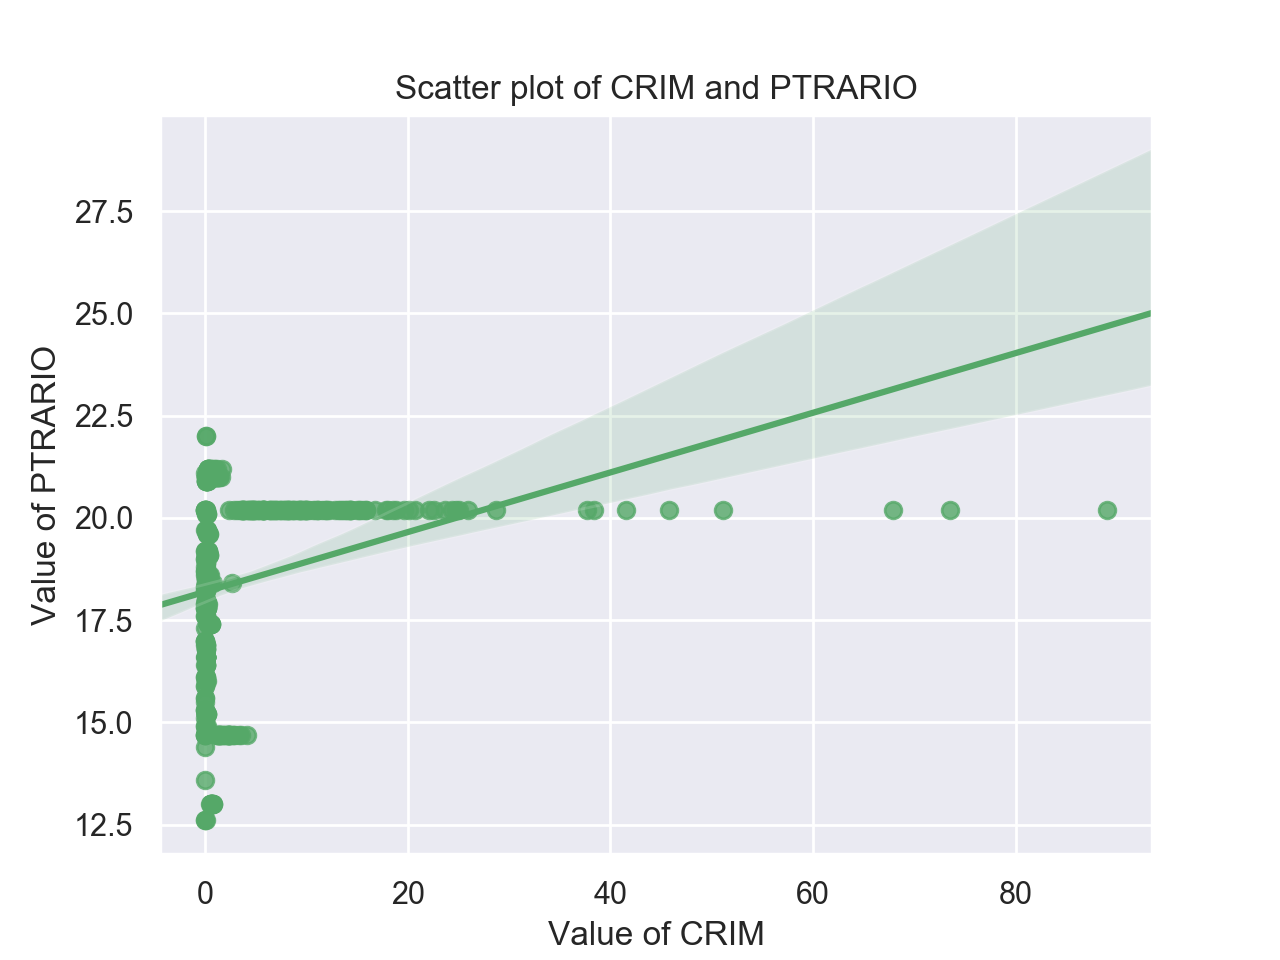 Scatter plot of CRIM and PTRARIO
Value of PTRARIO
27.5
25.0
22.5
20.0
17.5
15.0
12.5
0 20 40 60 80
Value of CRIM